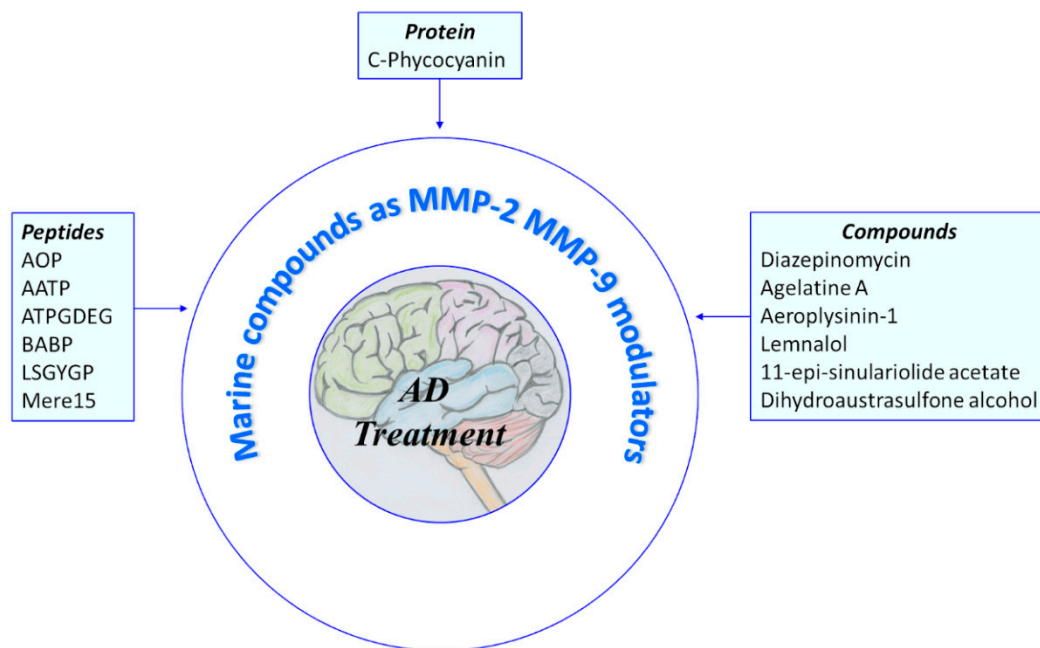 Protein
C-Phycocyanin
Marine compounds as MMP-2 MMP-9 modulators
Peptides
AOP
AATP
ATPGDEG
BABP
LSGYGP
Mere15
AD
Treatment
Compounds
Diazepinomycin
Agelatine A
Aeroplysinin-1
Lemnalol
11-epi-sinulariolide acetate
Dihydroaustrasulfone alcohol